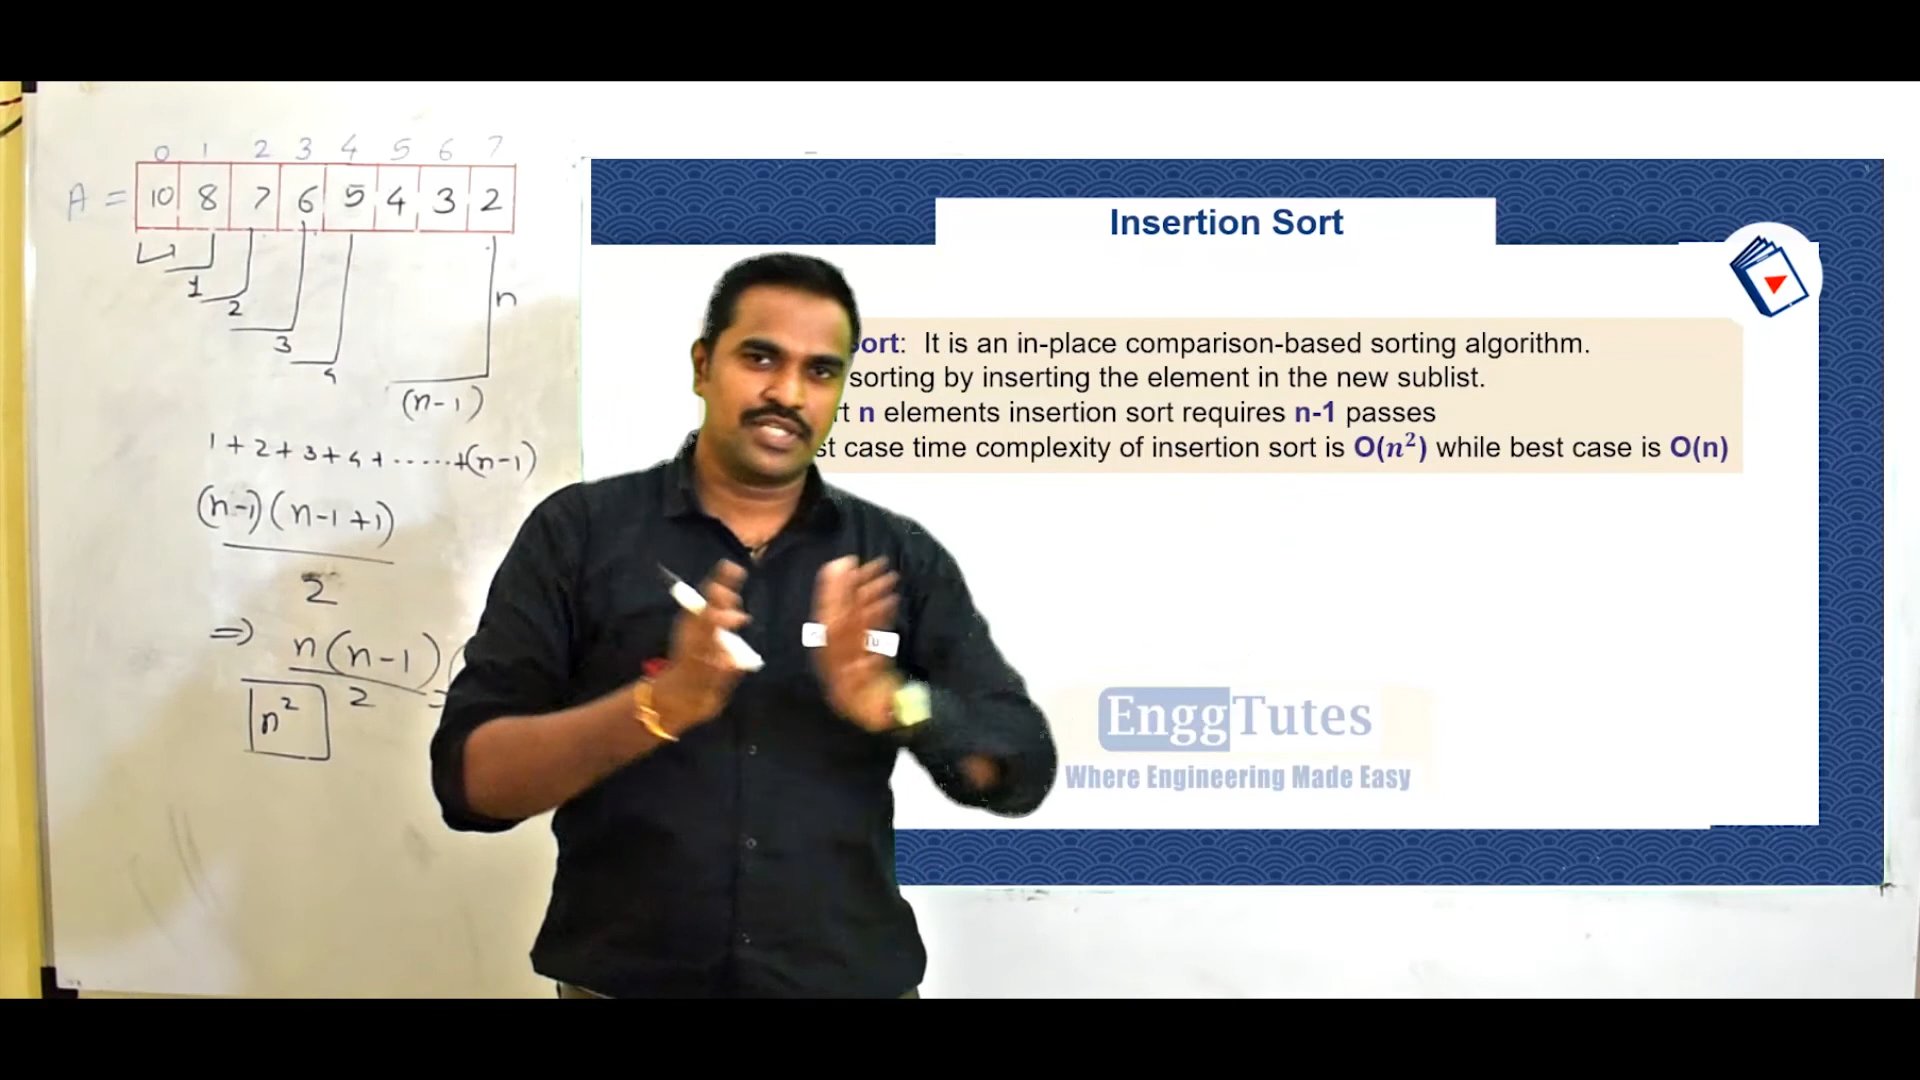 0 1 2 3 4 5 6 7
A = 10 8 7 6 5 4 3 2
1
2
3
4
n
(n-1)
1+2+3+4+......+(n-1)
(n-1)(n-1+1)
2
=> n(n-1)
2
n²
Insertion Sort
sort: It is an in-place comparison-based sorting algorithm.
sorting by inserting the element in the new sublist.
n elements insertion sort requires n-1 passes
case time complexity of insertion sort is O(n²) while best case is O(n)
EnggTutes
Where Engineering Made Easy